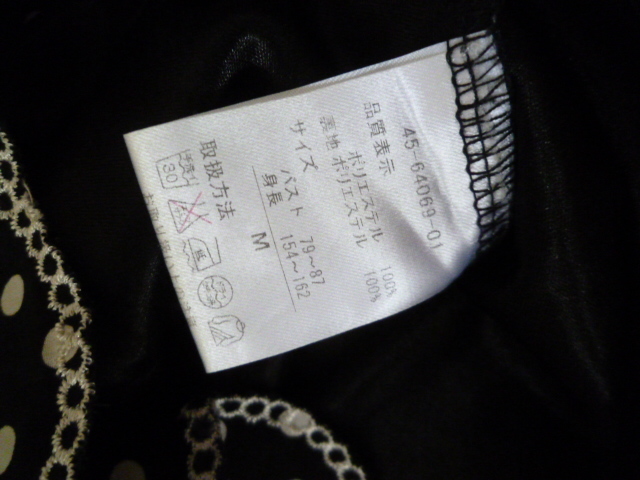 45-64069-01
品質表示
ポリエステル 100%
裏地 ポリエステル 100%
サイズ
バスト 79～87
身長 154～162
M
取扱方法
30